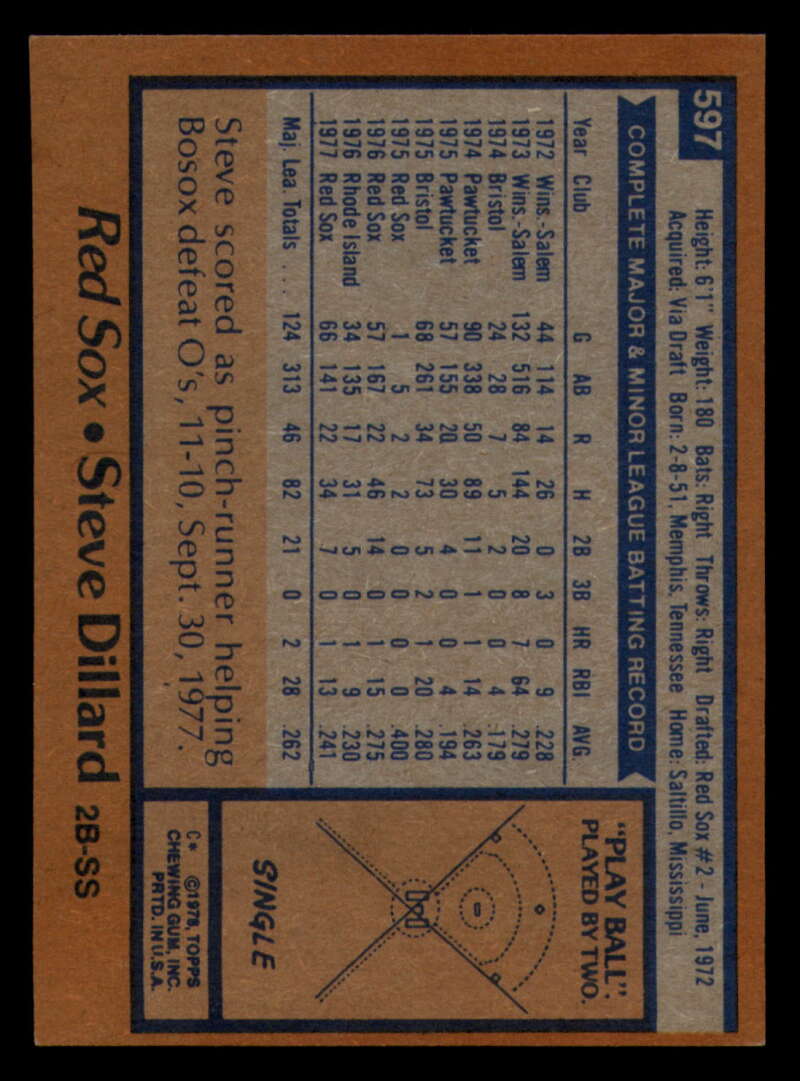 597
Height: 6'1" Weight: 180 Bats: Right Throws: Right Drafted: Red Sox #2 - June, 1972
Acquired: Via Draft Born: 2-8-51, Memphis, Tennessee Home: Saltillo, Mississippi
COMPLETE MAJOR & MINOR LEAGUE BATTING RECORD
Year Club G AB R H 2B 3B HR RBI AVG.
1972 Wins.-Salem 44 114 14 26 0 3 0 9 .228
1973 Wins.-Salem 132 516 84 144 20 8 7 64 .279
1974 Bristol 24 28 7 5 2 0 0 4 .179
1974 Pawtucket 90 338 50 89 11 1 1 14 .263
1975 Pawtucket 57 155 20 30 4 0 0 4 .194
1975 Bristol 68 261 34 73 5 2 1 20 .280
1975 Red Sox 1 5 2 2 0 0 0 0 .400
1976 Red Sox 57 167 22 46 14 0 1 15 .275
1976 Rhode Island 34 135 17 31 5 0 1 9 .230
1977 Red Sox 66 141 22 34 7 0 1 13 .241
Maj. Lea. Totals .... 124 313 46 82 21 0 2 28 .262
Steve scored as pinch-runner helping
Bosox defeat O's, 11-10, Sept. 30, 1977.
"PLAY BALL".
PLAYED BY TWO.
SINGLE
C* ©1978, TOPPS
CHEWING GUM, INC.
PRTD. IN U.S.A.
Red Sox • Steve Dillard 2B-SS